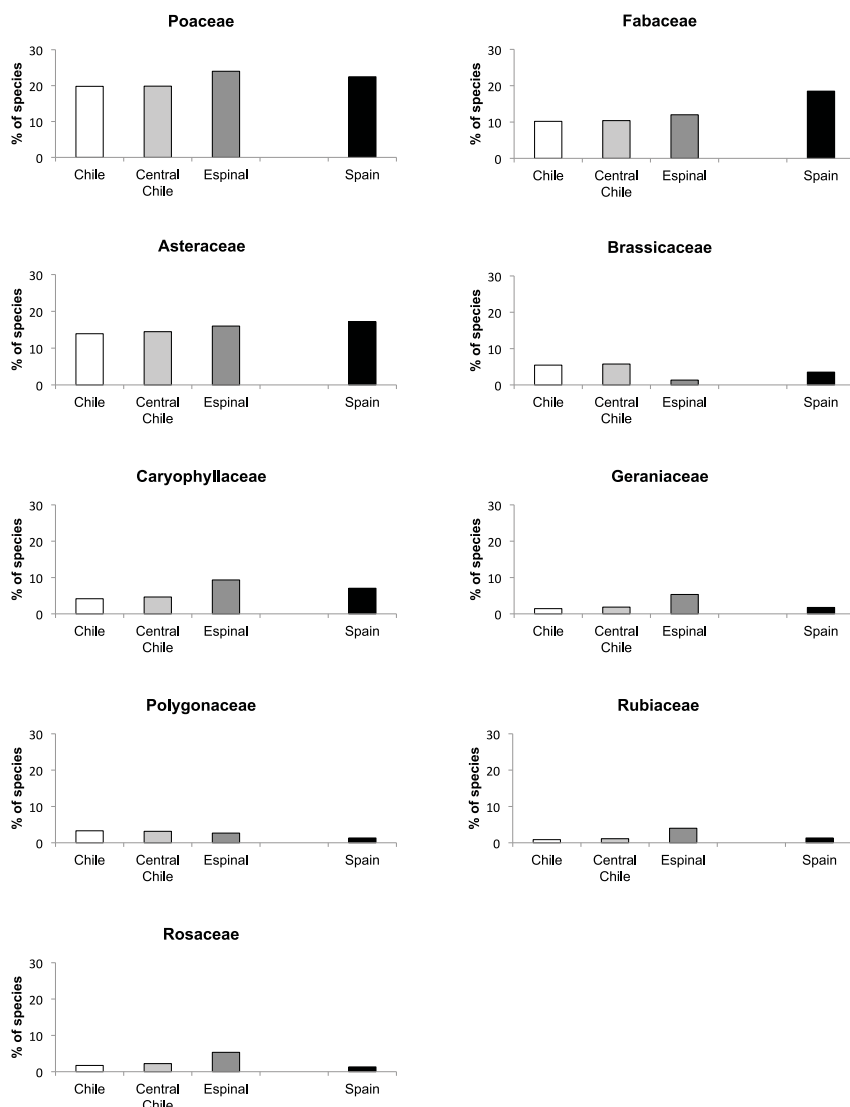 Poaceae
% of species
30
20
10
0
Chile
Central
Chile
Espinal
Spain
Fabaceae
% of species
30
20
10
0
Chile
Central
Chile
Espinal
Spain
Asteraceae
% of species
30
20
10
0
Chile
Central
Chile
Espinal
Spain
Brassicaceae
% of species
30
20
10
0
Chile
Central
Chile
Espinal
Spain
Caryophyllaceae
% of species
30
20
10
0
Chile
Central
Chile
Espinal
Spain
Geraniaceae
% of species
30
20
10
0
Chile
Central
Chile
Espinal
Spain
Polygonaceae
% of species
30
20
10
0
Chile
Central
Chile
Espinal
Spain
Rubiaceae
% of species
30
20
10
0
Chile
Central
Chile
Espinal
Spain
Rosaceae
% of species
30
20
10
0
Chile
Central
Chile
Espinal
Spain